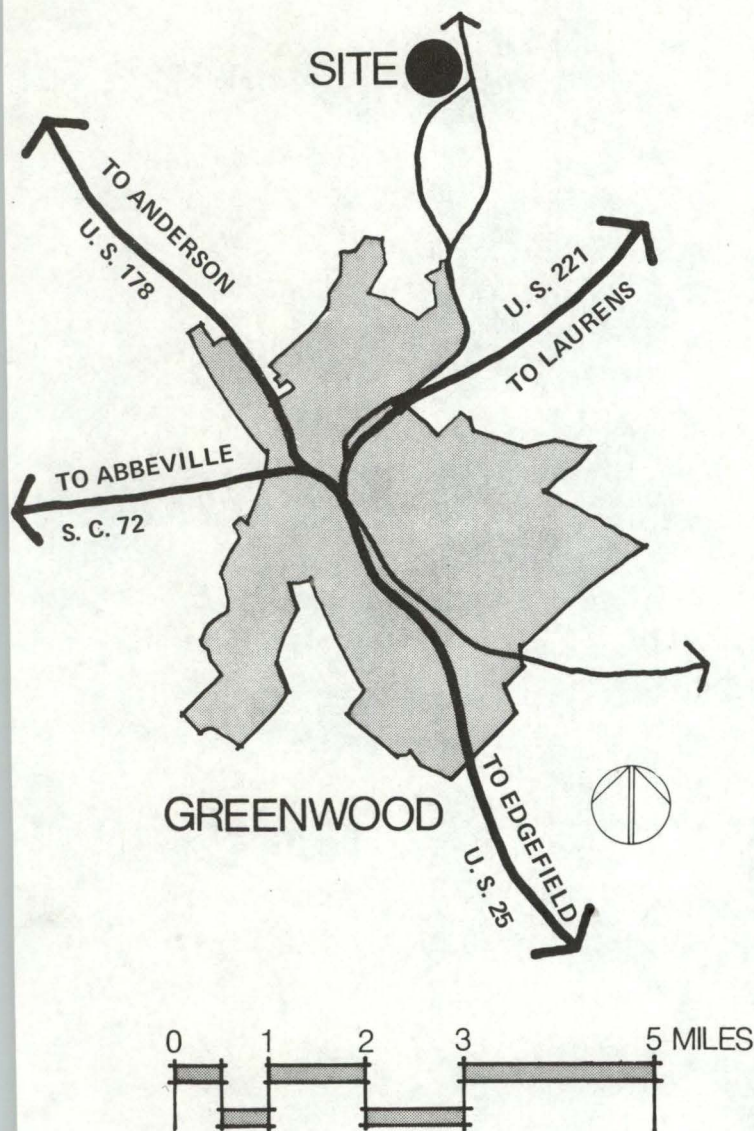 SITE
TO ANDERSON
U. S. 178
U. S. 221
TO LAURENS
TO ABBEVILLE
S. C. 72
GREENWOOD
TO EDGEFIELD
U. S. 25
0 1 2 3 5 MILES